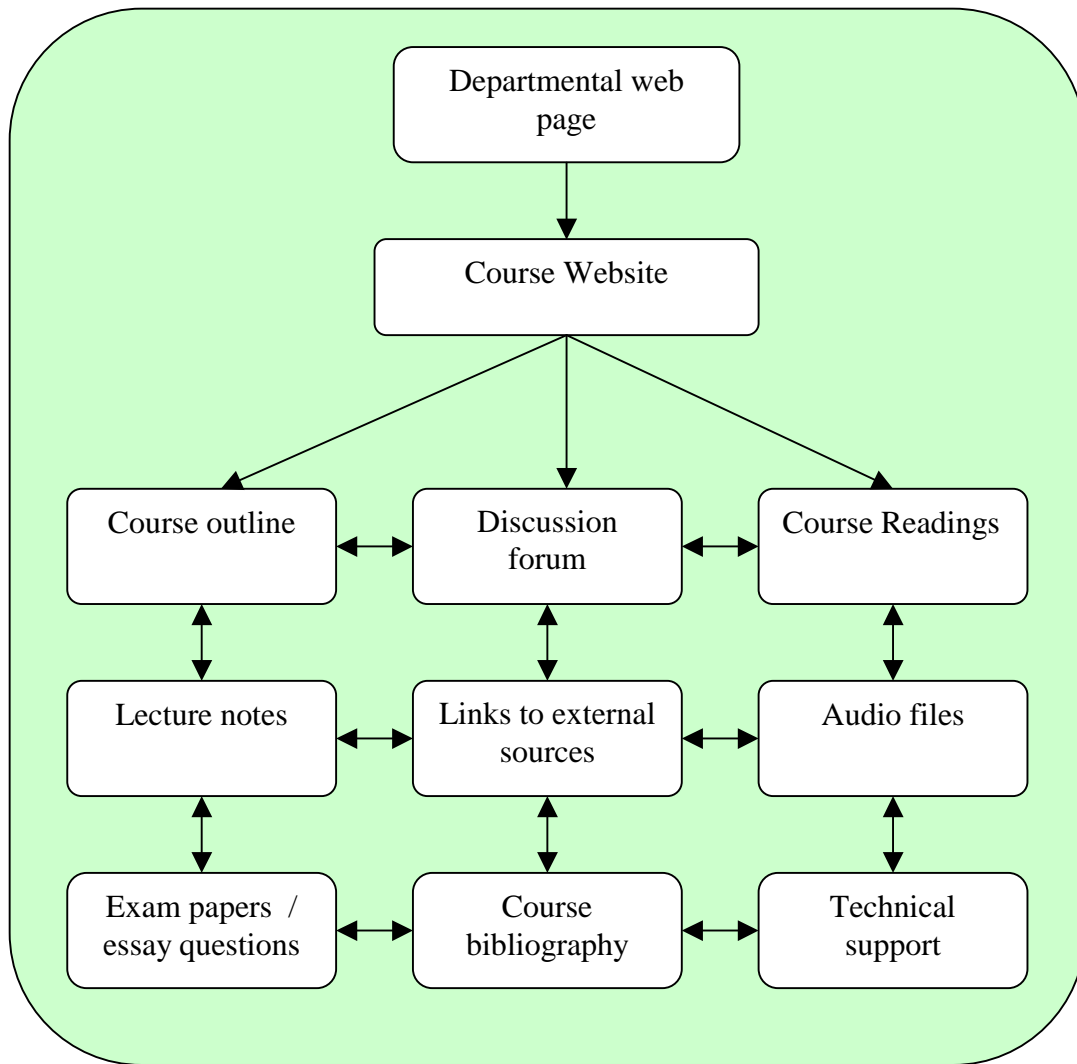 Departmental web
page
Course Website
Course outline
Discussion
forum
Course Readings
Lecture notes
Links to external
sources
Audio files
Exam papers /
essay questions
Course
bibliography
Technical
support